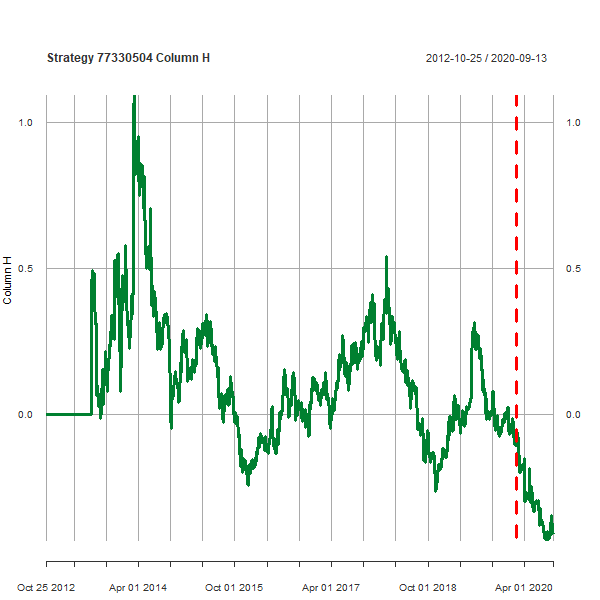 Strategy 77330504 Column H
2012-10-25 / 2020-09-13
1.0
1.0
0.5
0.5
0.0
0.0
Column H
Oct 25 2012
Apr 01 2014
Oct 01 2015
Apr 01 2017
Oct 01 2018
Apr 01 2020